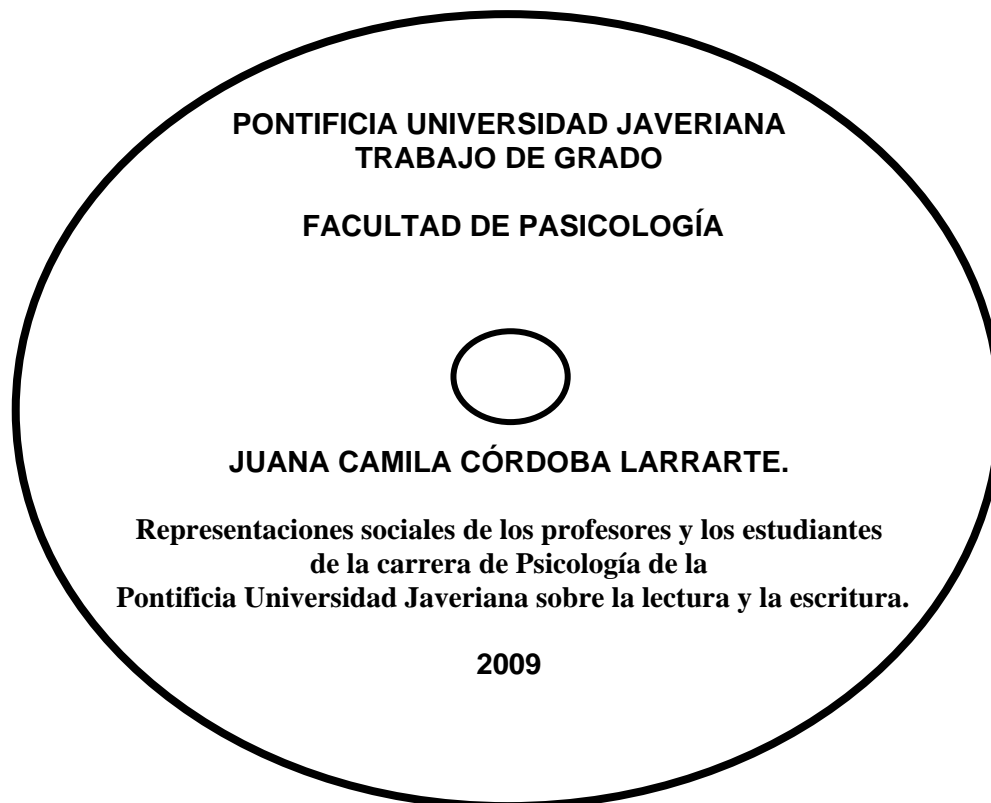 PONTIFICIA UNIVERSIDAD JAVERIANA
TRABAJO DE GRADO
FACULTAD DE PASICOLOGÍA
JUANA CAMILA CÓRDOBA LARRARTE.
Representaciones sociales de los profesores y los estudiantes
de la carrera de Psicología de la
Pontificia Universidad Javeriana sobre la lectura y la escritura.
2009